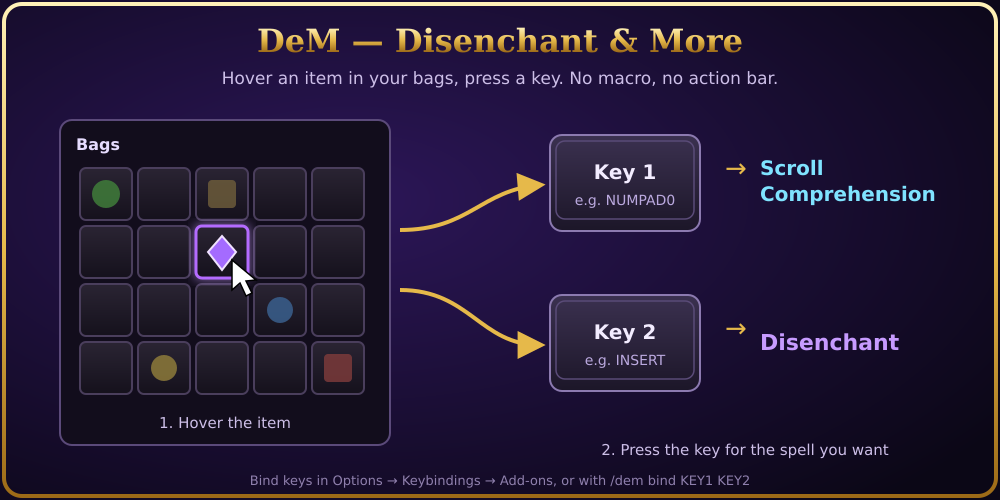 DeM — Disenchant & More
Hover an item in your bags, press a key. No macro, no action bar.
Bags
1. Hover the item
Key 1
e.g. NUMPAD0
→ Scroll
Comprehension
Key 2
e.g. INSERT
→ Disenchant
2. Press the key for the spell you want
Bind keys in Options → Keybindings → Add-ons, or with /dem bind KEY1 KEY2